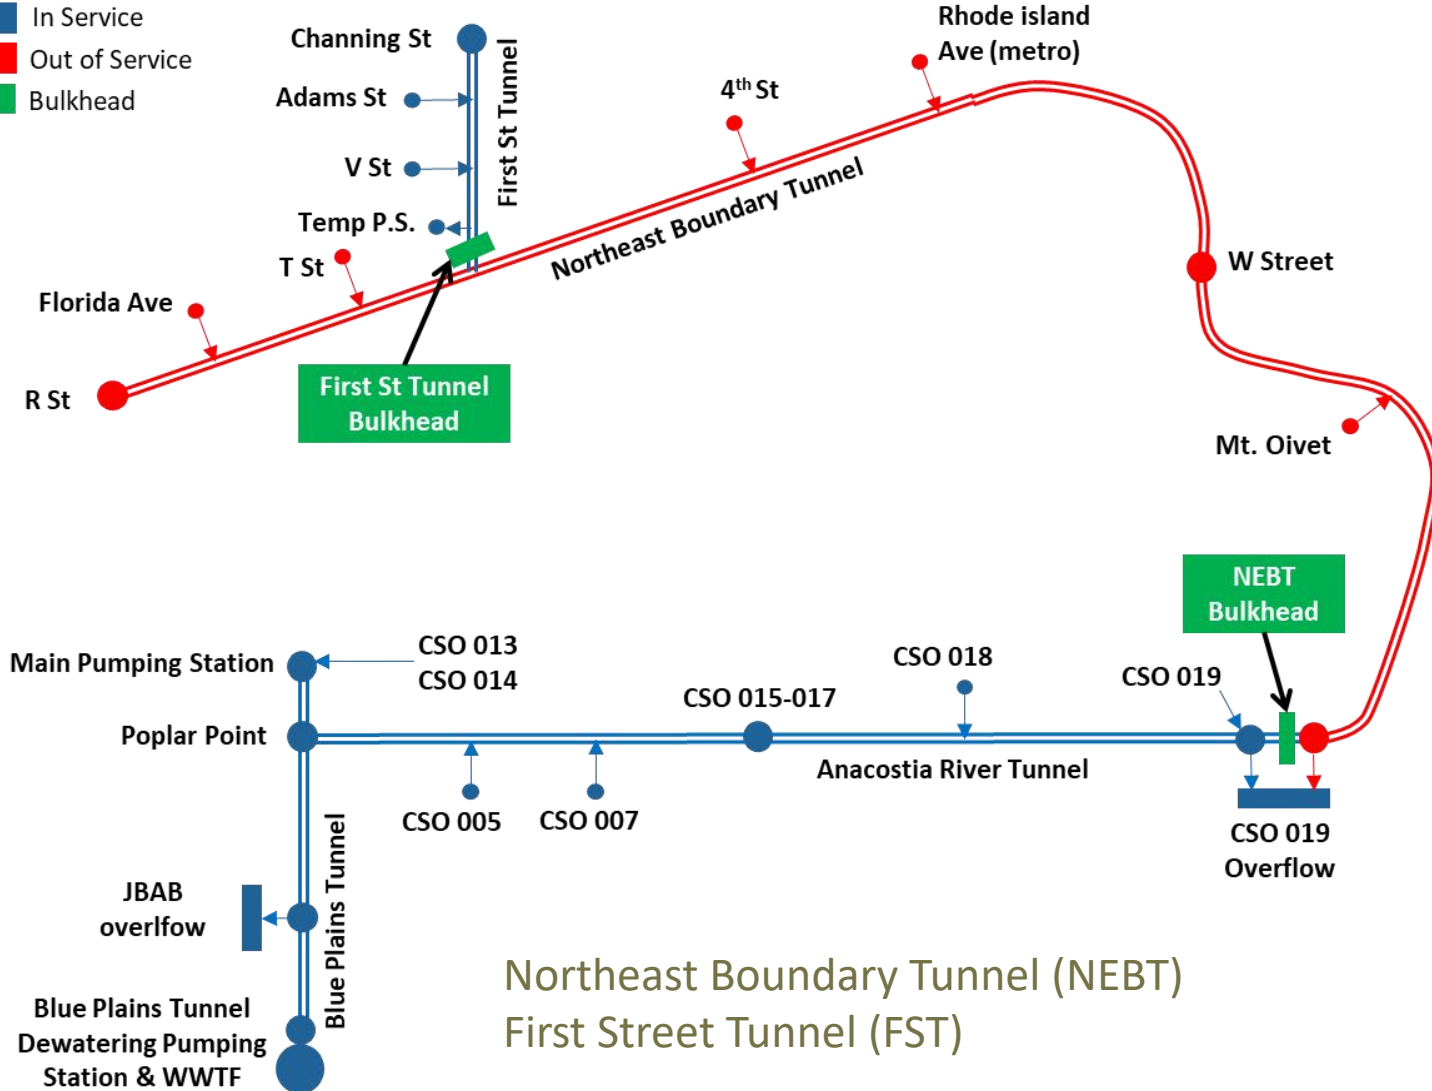 In Service
Out of Service
Bulkhead
Channing St
Adams St
V St
Temp P.S.
First St Tunnel
T St
Florida Ave
R St
First St Tunnel
Bulkhead
4th St
Rhode island
Ave (metro)
Northeast Boundary Tunnel
W Street
Mt. Oivet
NEBT
Bulkhead
Main Pumping Station
CSO 013
CSO 014
Poplar Point
CSO 015-017
CSO 018
CSO 019
Anacostia River Tunnel
CSO 005
CSO 007
CSO 019
Overflow
JBAB
overlfow
Blue Plains Tunnel
Blue Plains Tunnel
Dewatering Pumping
Station & WWTF
Northeast Boundary Tunnel (NEBT)
First Street Tunnel (FST)